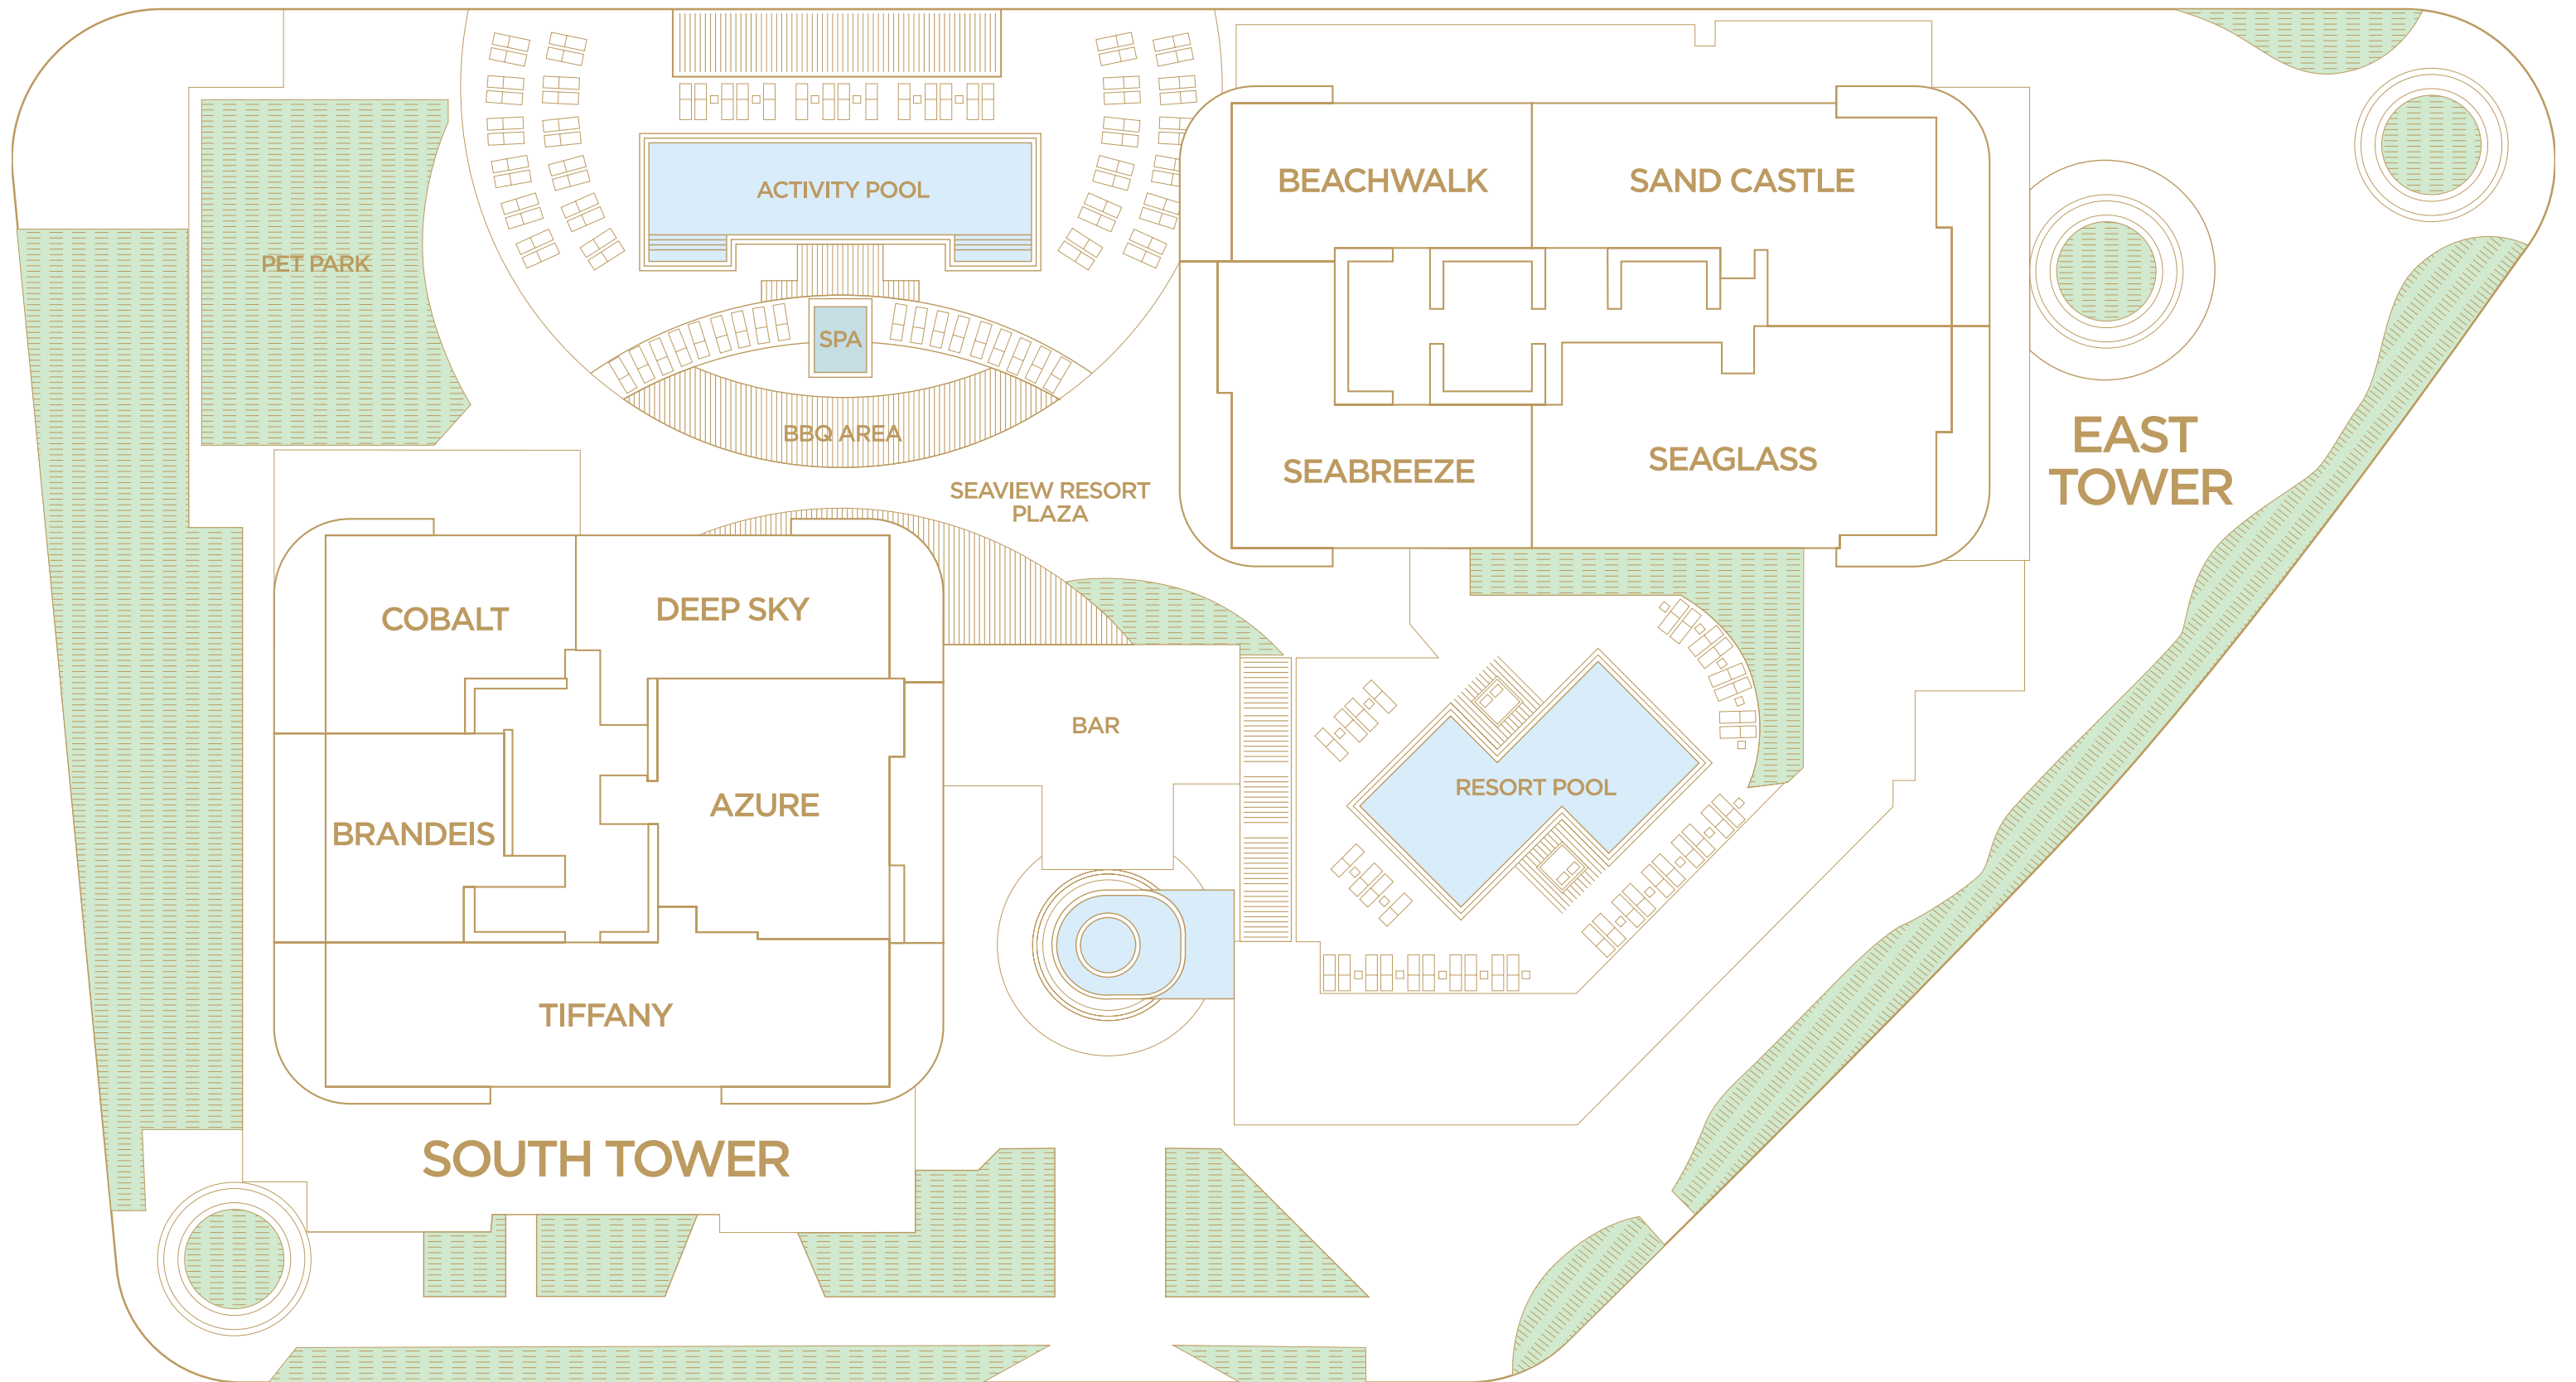 BEACHWALK
SAND CASTLE
ACTIVITY POOL
PET PARK
SPA
BBQ AREA
EAST
TOWER
SEABREEZE
SEAGLASS
SEAVIEW RESORT
PLAZA
COBALT
DEEP SKY
BAR
RESORT POOL
AZURE
BRANDEIS
TIFFANY
SOUTH TOWER